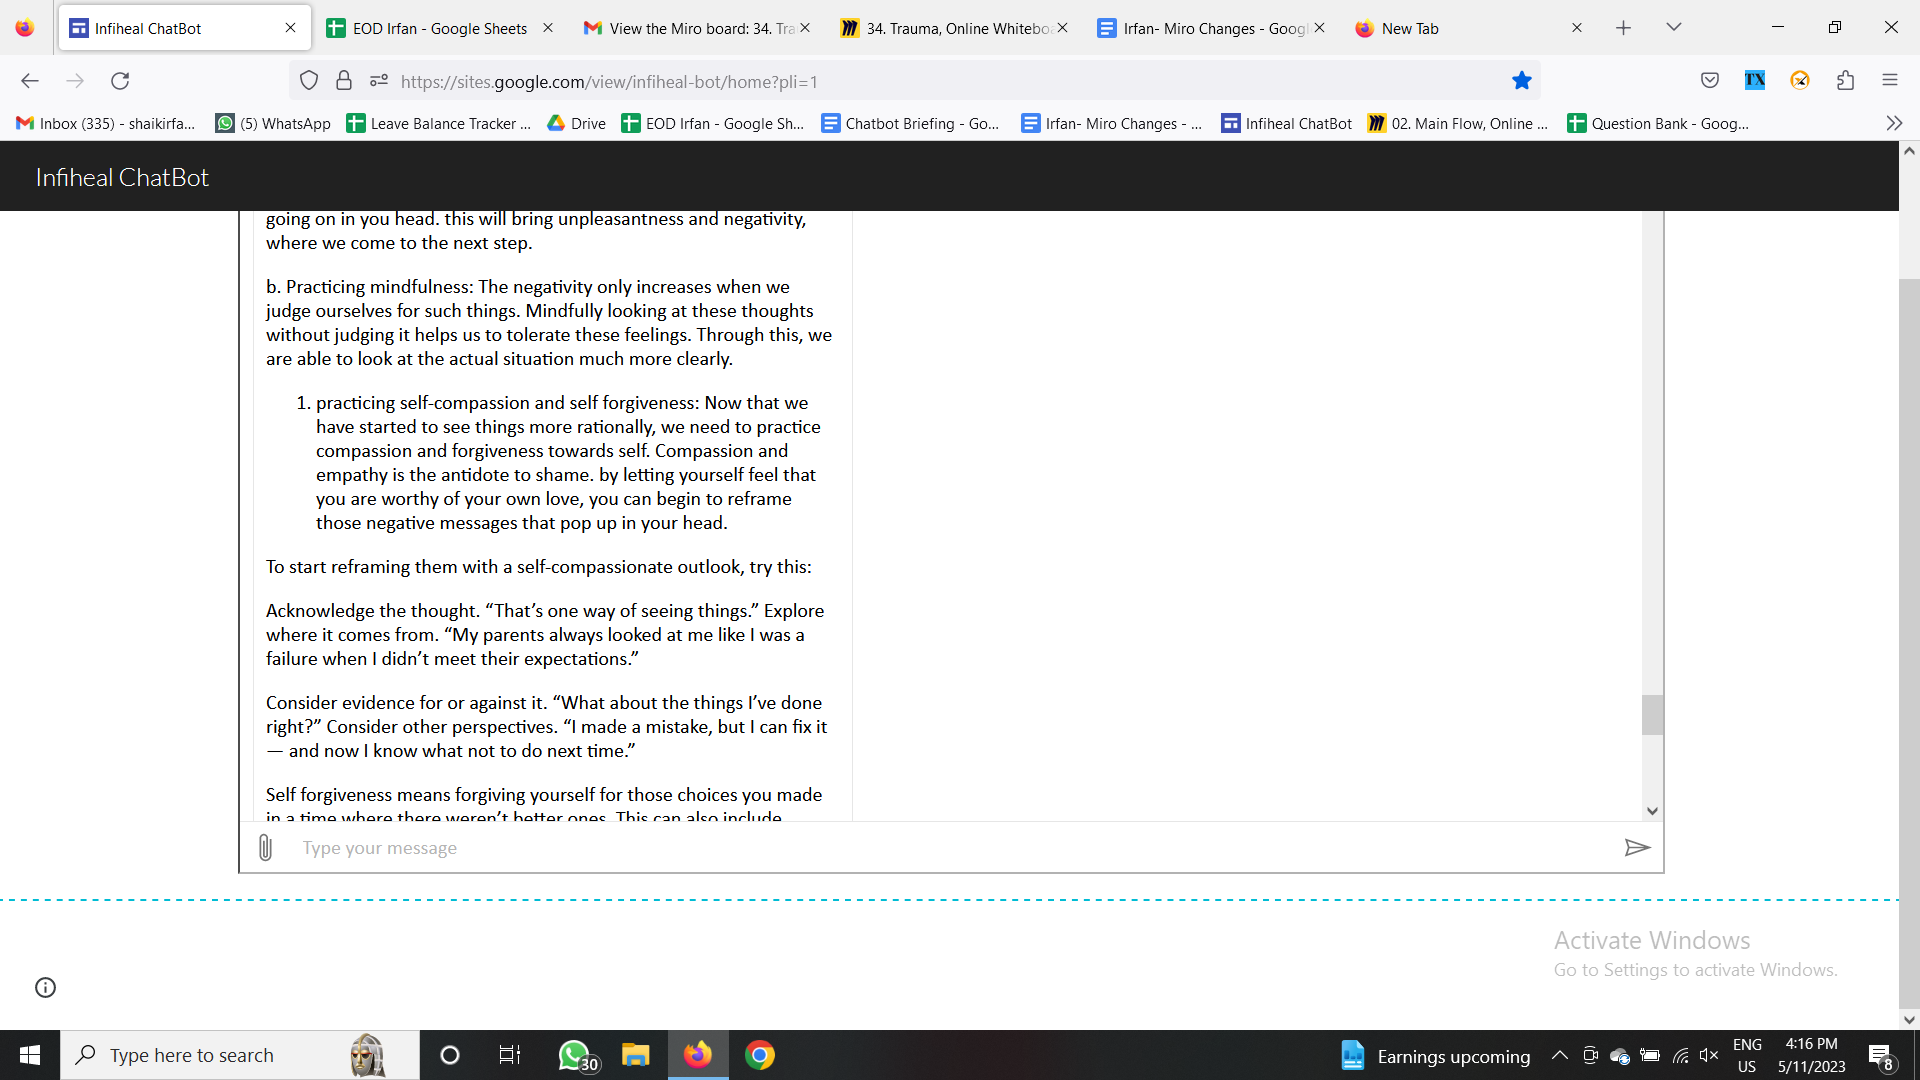 Infiheal ChatBot
EOD Irfan - Google Sheets
View the Miro board: 34. Tra
34. Trauma, Online Whiteboa
Irfan- Miro Changes - Googl
New Tab
https://sites.google.com/view/infiheal-bot/home?pli=1
TX
Inbox (335) - shaikirfa...
(5) WhatsApp
Leave Balance Tracker ...
Drive
EOD Irfan - Google Sh...
Chatbot Briefing - Go...
Irfan- Miro Changes - ...
Infiheal ChatBot
02. Main Flow, Online ...
Question Bank - Goog...
Infiheal ChatBot
going on in you head. this will bring unpleasantness and negativity,
where we come to the next step.
b. Practicing mindfulness: The negativity only increases when we
judge ourselves for such things. Mindfully looking at these thoughts
without judging it helps us to tolerate these feelings. Through this, we
are able to look at the actual situation much more clearly.
1. practicing self-compassion and self forgiveness: Now that we
have started to see things more rationally, we need to practice
compassion and forgiveness towards self. Compassion and
empathy is the antidote to shame. by letting yourself feel that
you are worthy of your own love, you can begin to reframe
those negative messages that pop up in your head.
To start reframing them with a self-compassionate outlook, try this:
Acknowledge the thought. “That’s one way of seeing things.” Explore
where it comes from. “My parents always looked at me like I was a
failure when I didn’t meet their expectations.”
Consider evidence for or against it. “What about the things I’ve done
right?” Consider other perspectives. “I made a mistake, but I can fix it
— and now I know what not to do next time.”
Self forgiveness means forgiving yourself for those choices you made
in a time where there weren’t better ones. This can also include
Type your message
Activate Windows
Go to Settings to activate Windows.
Type here to search
30
Earnings upcoming
ENG
US
4:16 PM
5/11/2023
8